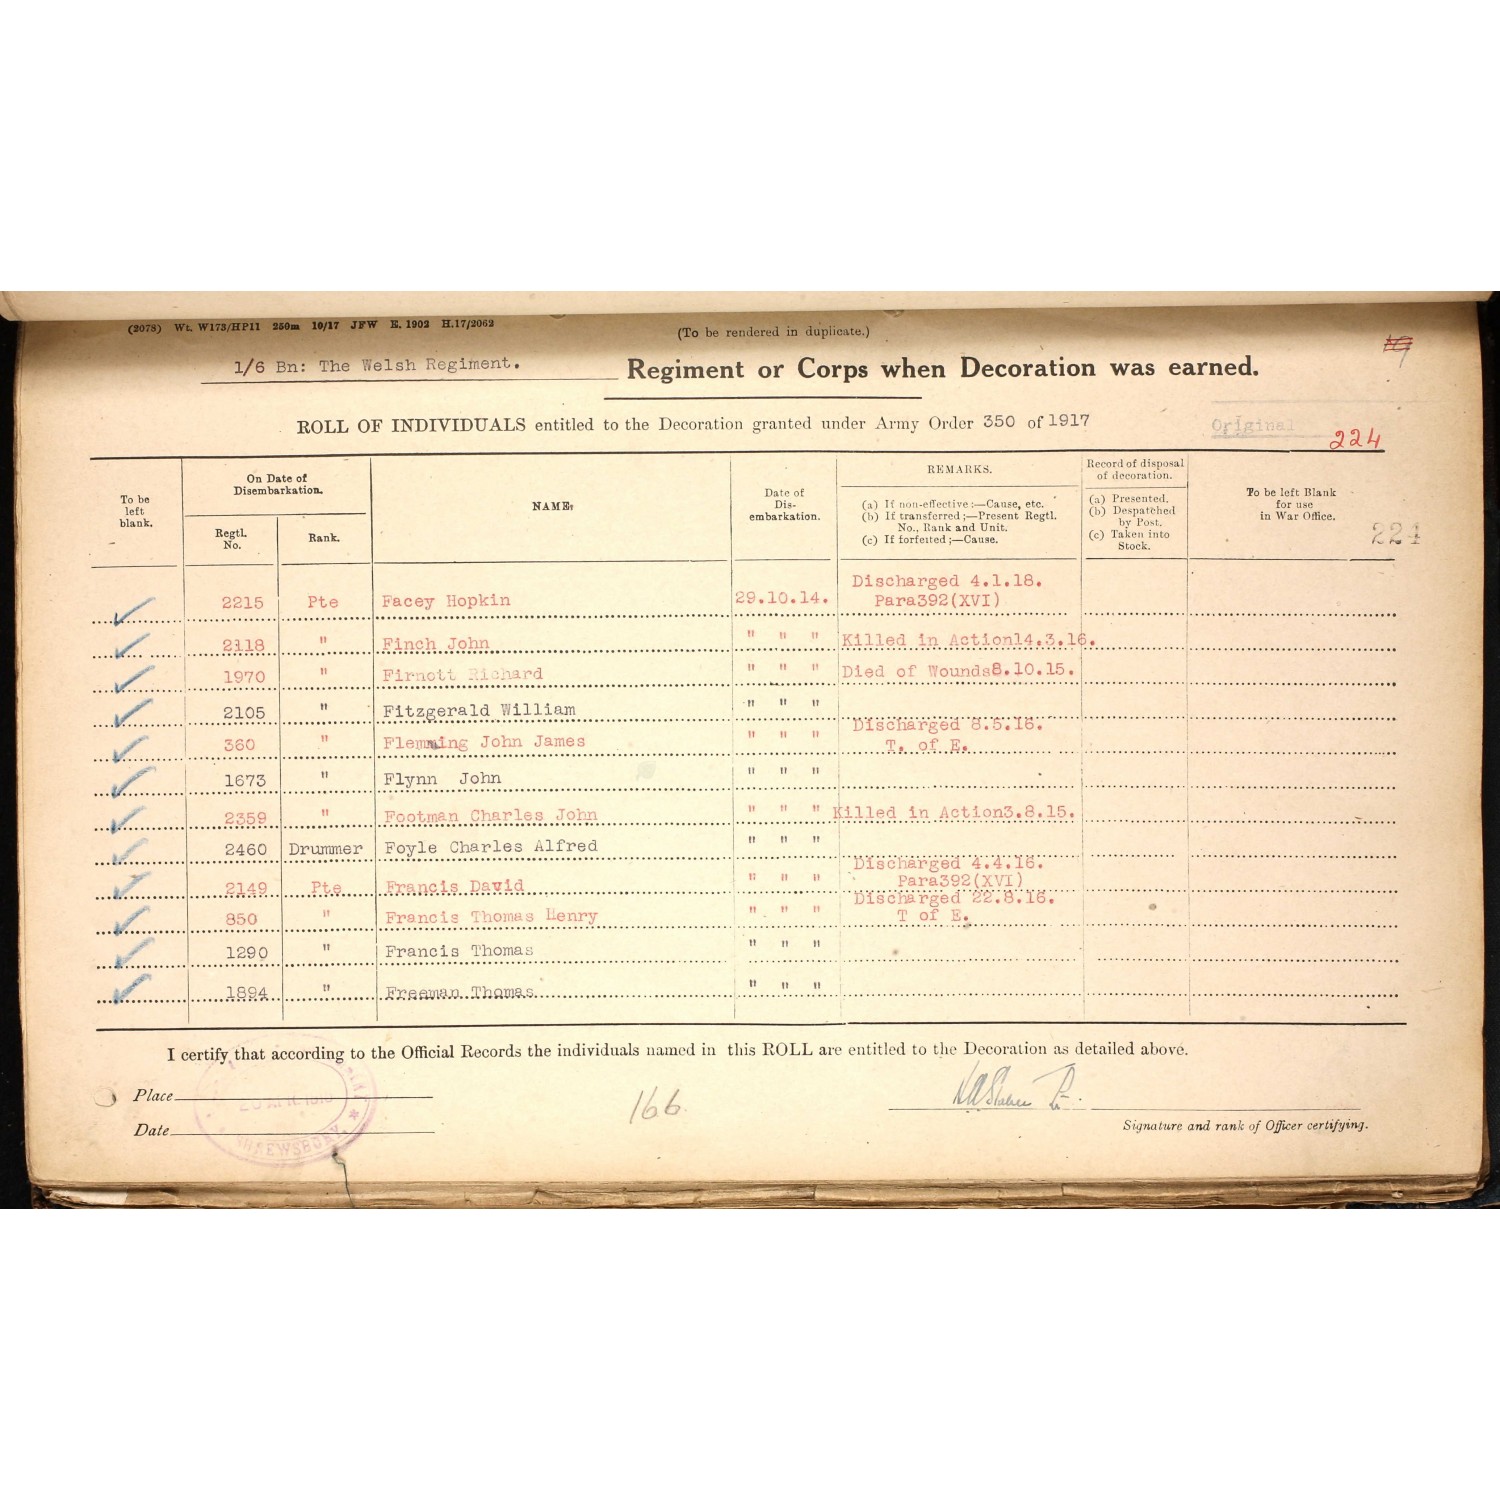 (2078) Wt. W173/HP11 250m 10/17 JFW E. 1902 H.17/2062
(To be rendered in duplicate.)
1/6 Bn: The Welsh Regiment. Regiment or Corps when Decoration was earned.
ROLL OF INDIVIDUALS entitled to the Decoration granted under Army Order 350 of 1917
Original
224
To be left blank.
On Date of Disembarkation.
Regtl. No.
Rank.
NAME.
Date of Dis-embarkation.
REMARKS.
(a) If non-effective:—Cause, etc.
(b) If transferred;—Present Regtl. No., Rank and Unit.
(c) If forfeited;—Cause.
Record of disposal of decoration.
(a) Presented.
(b) Despatched by Post.
(c) Taken into Stock.
To be left Blank for use in War Office.
224
2215 Pte Facey Hopkin 29.10.14. Discharged 4.1.18. Para392(XVI)
2118 " Finch John " " " Killed in Action14.3.16.
1970 " Firnott Richard " " " Died of Wounds8.10.15.
2105 " Fitzgerald William " " "
360 " Flemming John James " " " Discharged 8.5.16. T. of E.
1673 " Flynn John " " "
2359 " Footman Charles John " " " Killed in Action3.8.15.
2460 Drummer Foyle Charles Alfred " " "
2149 Pte Francis David " " " Discharged 4.4.16. Para392(XVI)
850 " Francis Thomas Henry " " " Discharged 22.8.16. T of E.
1290 " Francis Thomas " " "
1894 " Freeman Thomas " " "
I certify that according to the Official Records the individuals named in this ROLL are entitled to the Decoration as detailed above.
Place
166
Date
Signature and rank of Officer certifying.
SHREWSBURY